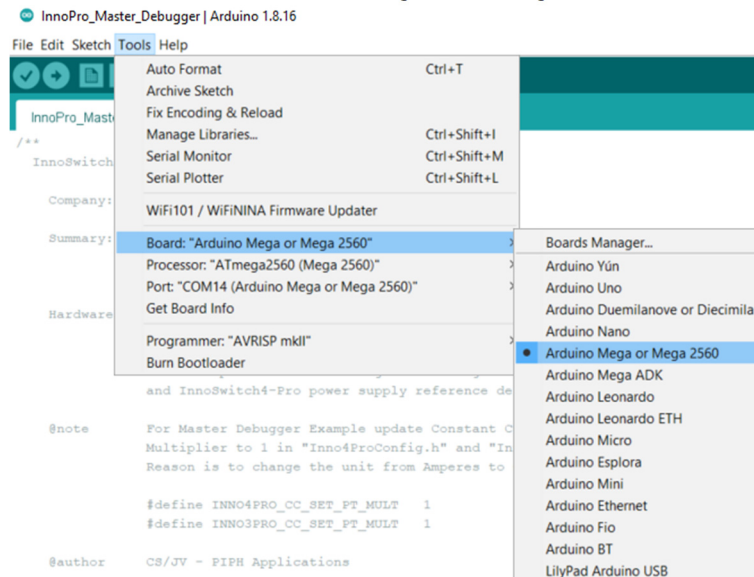 InnoPro_Master_Debugger | Arduino 1.8.16
File Edit Sketch Tools Help
InnoPro_Mast
Auto Format Ctrl+T
Archive Sketch
Fix Encoding & Reload
Manage Libraries... Ctrl+Shift+I
Serial Monitor Ctrl+Shift+M
Serial Plotter Ctrl+Shift+L
WiFi101 / WiFiNINA Firmware Updater
Board: "Arduino Mega or Mega 2560"
Processor: "ATmega2560 (Mega 2560)"
Port: "COM14 (Arduino Mega or Mega 2560)"
Get Board Info
Programmer: "AVRISP mkII"
Burn Bootloader
Boards Manager...
Arduino Yún
Arduino Uno
Arduino Duemilanove or Diecimila
Arduino Nano
Arduino Mega or Mega 2560
Arduino Mega ADK
Arduino Leonardo
Arduino Leonardo ETH
Arduino Micro
Arduino Esplora
Arduino Mini
Arduino Ethernet
Arduino Fio
Arduino BT
LilyPad Arduino USB
/**
InnoSwitch
Company:
Summary:
Hardware
and InnoSwitch4-Pro power supply reference de
@note For Master Debugger Example update Constant C
Multiplier to 1 in "Inno4ProConfig.h" and "In
Reason is to change the unit from Amperes to
#define INNO4PRO_CC_SET_PT_MULT 1
#define INNO3PRO_CC_SET_PT_MULT 1
@author CS/JV - PIPH Applications